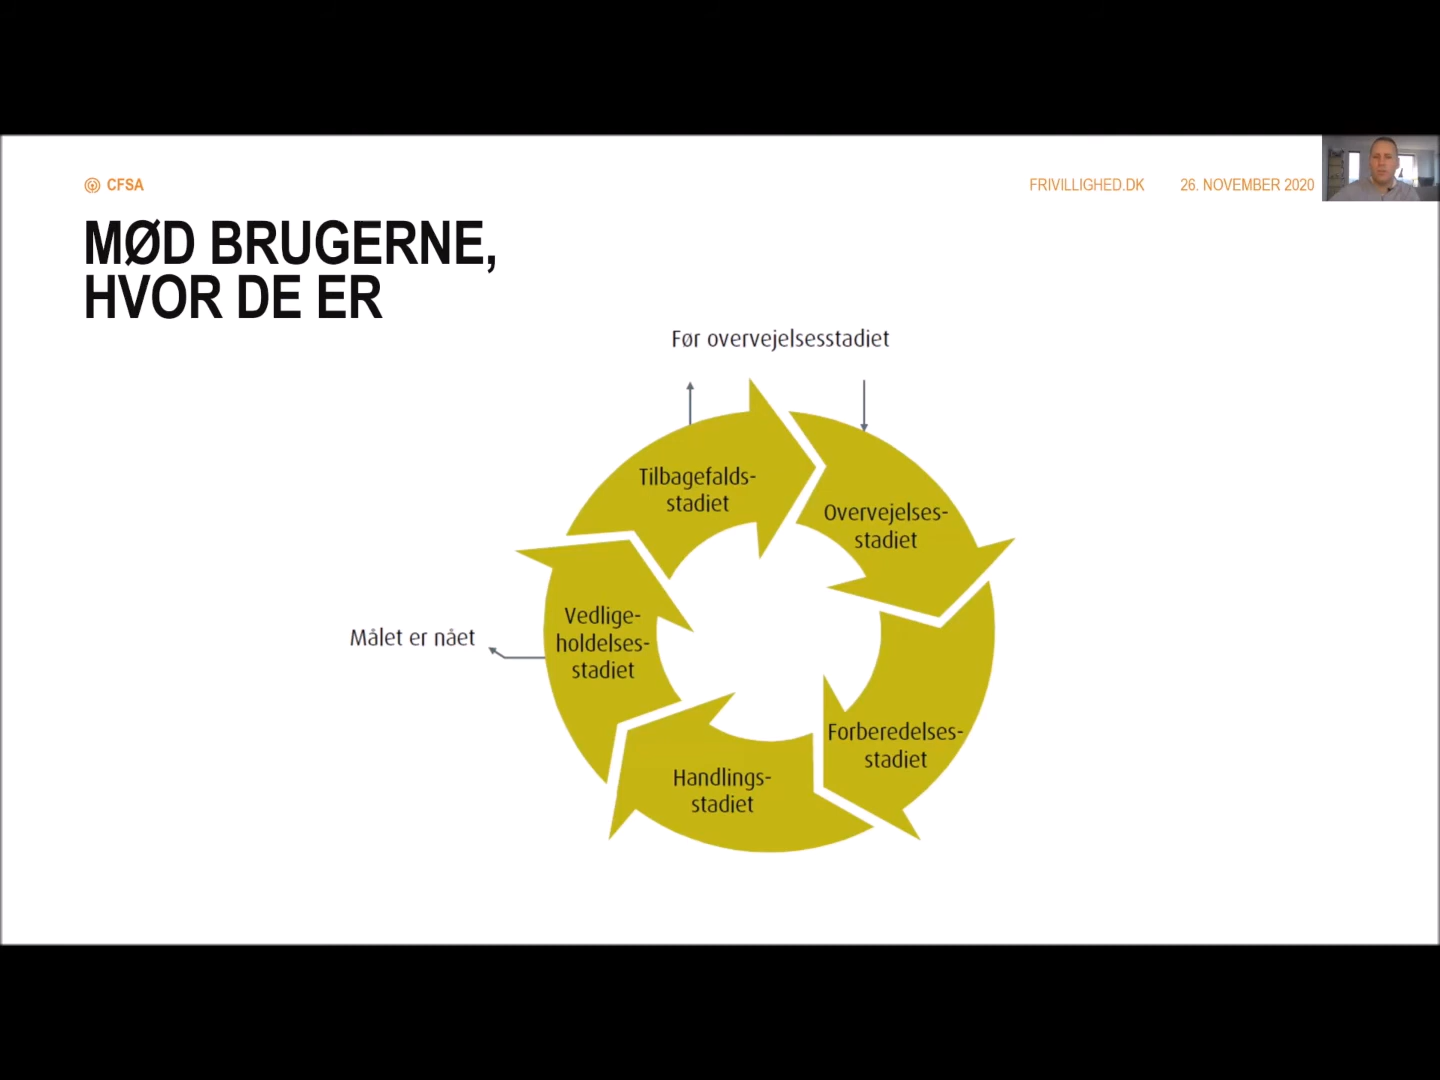 CFSA
FRIVILLIGHED.DK
26. NOVEMBER 2020
MØD BRUGERNE,
HVOR DE ER
Før overvejelsesstadiet
Tilbagefalds-
stadiet
Overvejelses-
stadiet
Vedlige-
holdelses-
stadiet
Målet er nået
Forberedelses-
stadiet
Handlings-
stadiet